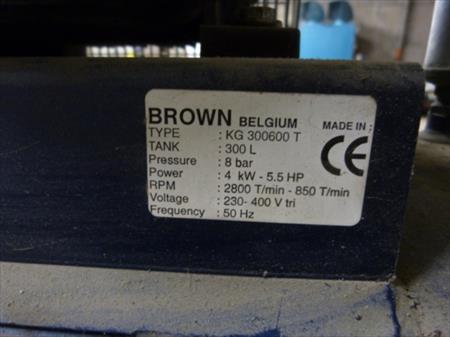 BROWN BELGIUM
MADE IN :
TYPE : KG 300600 T
TANK : 300 L
Pressure : 8 bar
Power : 4 kW - 5.5 HP
RPM : 2800 T/min - 850 T/min
Voltage : 230- 400 V tri
Frequency : 50 Hz
CE